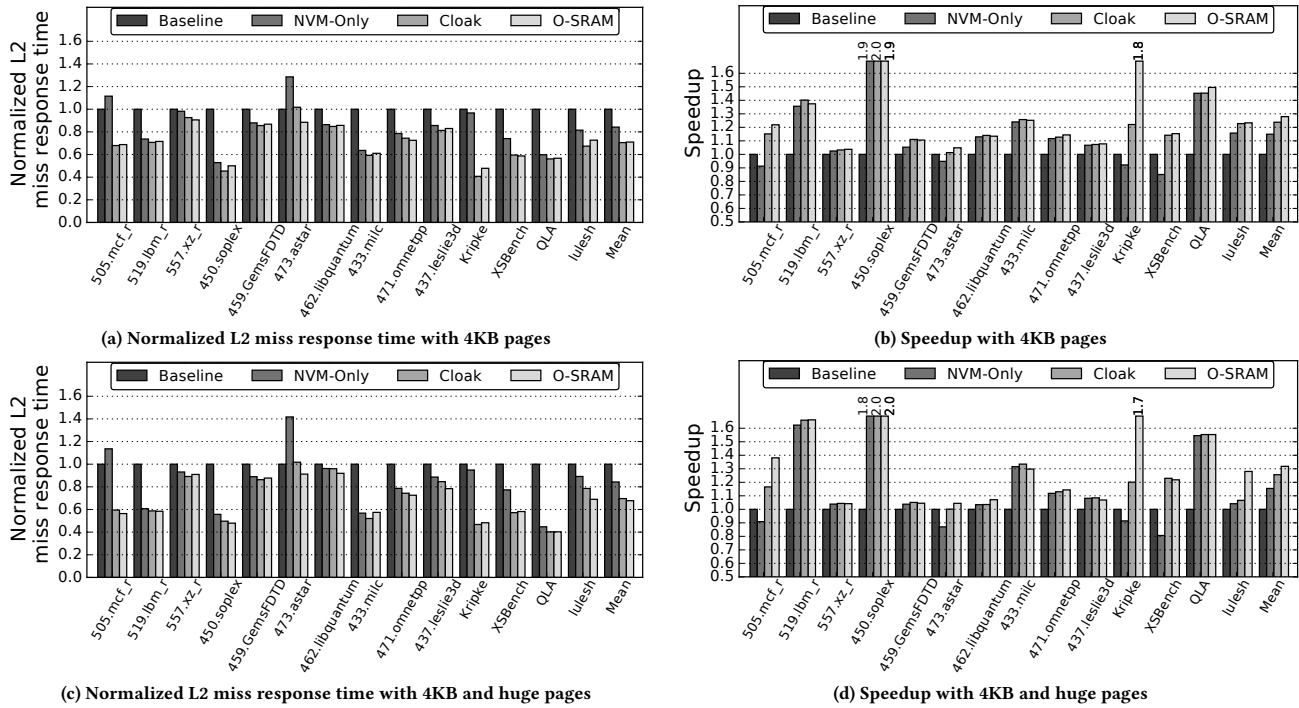 Baseline NVM-Only Cloak O-SRAM
Normalized L2
miss response time
1.6
1.4
1.2
1.0
0.8
0.6
0.4
0.2
0.0
505.mcf_r
519.lbm_r
557.xz_r
450.soplex
459.GemsFDTD
473.astar
462.libquantum
433.milc
471.omnetpp
437.leslie3d
Kripke
XSBench
QLA
lulesh
Mean
(a) Normalized L2 miss response time with 4KB pages
Baseline NVM-Only Cloak O-SRAM
Speedup
1.9
2.0
1.9
1.8
1.6
1.4
1.3
1.2
1.1
1.0
0.9
0.8
0.6
0.5
505.mcf_r
519.lbm_r
557.xz_r
450.soplex
459.GemsFDTD
473.astar
462.libquantum
433.milc
471.omnetpp
437.leslie3d
Kripke
XSBench
QLA
lulesh
Mean
(b) Speedup with 4KB pages
Baseline NVM-Only Cloak O-SRAM
Normalized L2
miss response time
1.6
1.4
1.2
1.0
0.8
0.6
0.4
0.2
0.0
505.mcf_r
519.lbm_r
557.xz_r
450.soplex
459.GemsFDTD
473.astar
462.libquantum
433.milc
471.omnetpp
437.leslie3d
Kripke
XSBench
QLA
lulesh
Mean
(c) Normalized L2 miss response time with 4KB and huge pages
Baseline NVM-Only Cloak O-SRAM
Speedup
1.8
2.0
2.0
1.7
1.6
1.4
1.3
1.2
1.1
1.0
0.9
0.8
0.6
0.5
505.mcf_r
519.lbm_r
557.xz_r
450.soplex
459.GemsFDTD
473.astar
462.libquantum
433.milc
471.omnetpp
437.leslie3d
Kripke
XSBench
QLA
lulesh
Mean
(d) Speedup with 4KB and huge pages